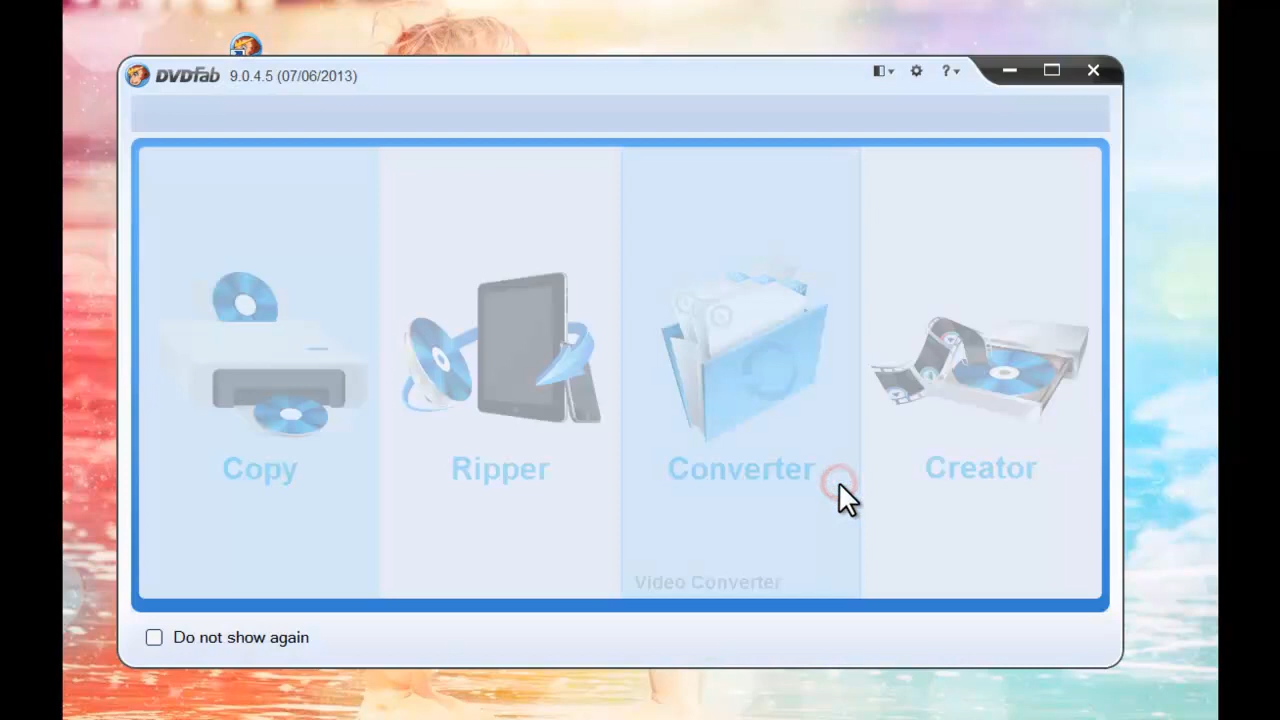 DVDFab 9.0.4.5 (07/06/2013)
?
Copy
Ripper
Converter
Creator
Video Converter
Do not show again